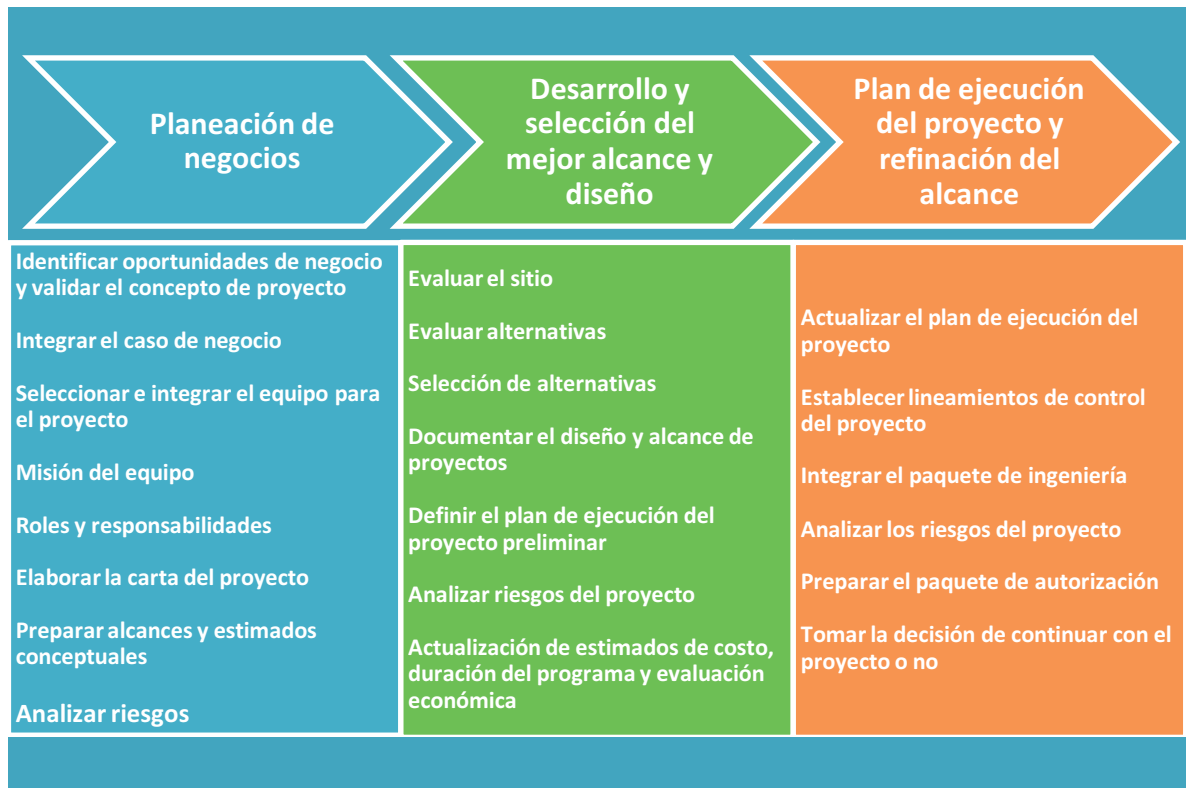 Planeación de
negocios
Desarrollo y
selección del
mejor alcance y
diseño
Plan de ejecución
del proyecto y
refinación del
alcance
Identificar oportunidades de negocio
y validar el concepto de proyecto
Integrar el caso de negocio
Seleccionar e integrar el equipo para
el proyecto
Misión del equipo
Roles y responsabilidades
Elaborar la carta del proyecto
Preparar alcances y estimados
conceptuales
Analizar riesgos
Evaluar el sitio
Evaluar alternativas
Selección de alternativas
Documentar el diseño y alcance de
proyectos
Definir el plan de ejecución del
proyecto preliminar
Analizar riesgos del proyecto
Actualización de estimados de costo,
duración del programa y evaluación
económica
Actualizar el plan de ejecución del
proyecto
Establecer lineamientos de control
del proyecto
Integrar el paquete de ingeniería
Analizar los riesgos del proyecto
Preparar el paquete de autorización
Tomar la decisión de continuar con el
proyecto o no